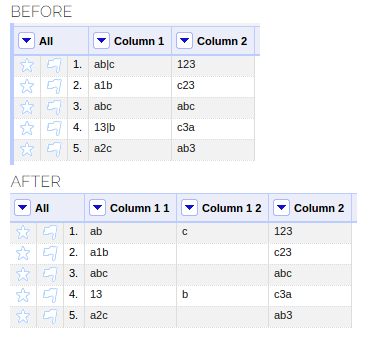 BEFORE
All Column 1 Column 2
1. ab|c 123
2. a1b c23
3. abc abc
4. 13|b c3a
5. a2c ab3
AFTER
All Column 1 1 Column 1 2 Column 2
1. ab c 123
2. a1b c23
3. abc abc
4. 13 b c3a
5. a2c ab3